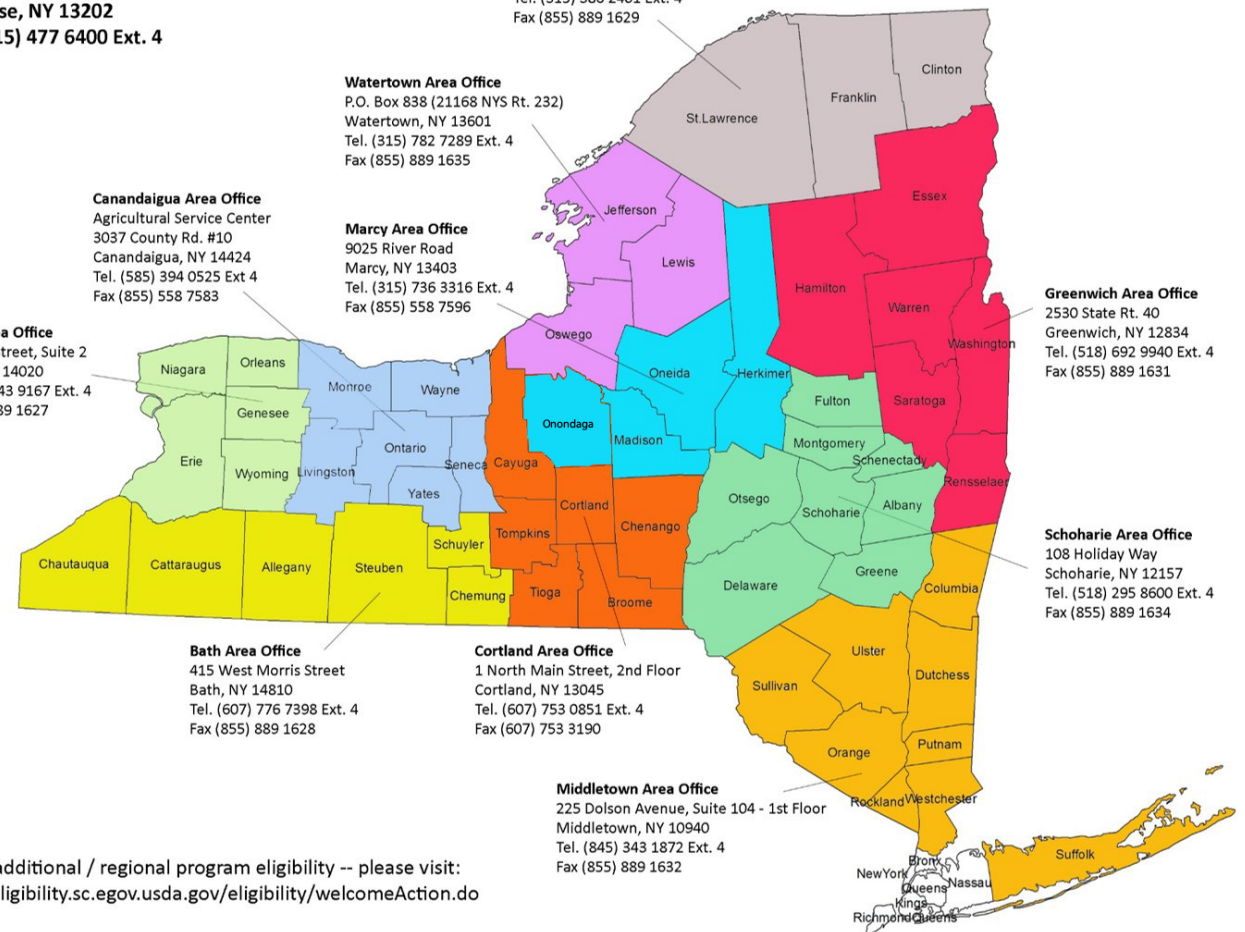 se, NY 13202
15) 477 6400 Ext. 4
Fax (855) 889 1629
Watertown Area Office
P.O. Box 838 (21168 NYS Rt. 232)
Watertown, NY 13601
Tel. (315) 782 7289 Ext. 4
Fax (855) 889 1635
Canandaigua Area Office
Agricultural Service Center
3037 County Rd. #10
Canandaigua, NY 14424
Tel. (585) 394 0525 Ext 4
Fax (855) 558 7583
Marcy Area Office
9025 River Road
Marcy, NY 13403
Tel. (315) 736 3316 Ext. 4
Fax (855) 558 7596
a Office
treet, Suite 2
14020
43 9167 Ext. 4
89 1627
Greenwich Area Office
2530 State Rt. 40
Greenwich, NY 12834
Tel. (518) 692 9940 Ext. 4
Fax (855) 889 1631
Schoharie Area Office
108 Holiday Way
Schoharie, NY 12157
Tel. (518) 295 8600 Ext. 4
Fax (855) 889 1634
Bath Area Office
415 West Morris Street
Bath, NY 14810
Tel. (607) 776 7398 Ext. 4
Fax (855) 889 1628
Cortland Area Office
1 North Main Street, 2nd Floor
Cortland, NY 13045
Tel. (607) 753 0851 Ext. 4
Fax (607) 753 3190
Middletown Area Office
225 Dolson Avenue, Suite 104 - 1st Floor
Middletown, NY 10940
Tel. (845) 343 1872 Ext. 4
Fax (855) 889 1632
additional / regional program eligibility -- please visit:
ligibility.sc.egov.usda.gov/eligibility/welcomeAction.do
Clinton
Franklin
St.Lawrence
Essex
Jefferson
Lewis
Hamilton
Warren
Washington
Oswego
Oneida
Herkimer
Niagara
Orleans
Monroe
Wayne
Genesee
Fulton
Saratoga
Onondaga
Madison
Montgomery
Ontario
Erie
Wyoming
Livingston
Seneca
Cayuga
Schenectady
Rensselaer
Yates
Cortland
Chenango
Otsego
Schoharie
Albany
Tompkins
Schuyler
Chautauqua
Cattaraugus
Allegany
Steuben
Chemung
Tioga
Broome
Delaware
Greene
Columbia
Ulster
Sullivan
Dutchess
Orange
Putnam
Rockland
Westchester
Suffolk
Bronx
NewYork
Nassau
Queens
Kings
Richmond
Queens